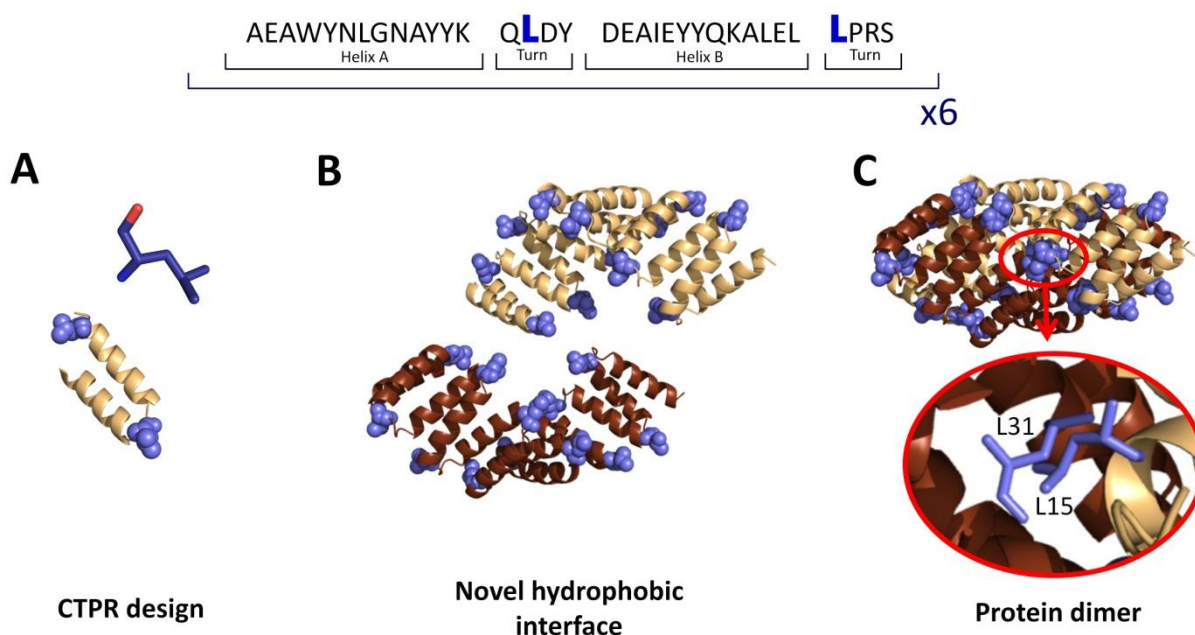 AEAWYNLGNAYYK QLDY DEAIEYYQKALEL LPRS
Helix A Turn Helix B Turn
x6
A B C
L31
L15
CTPR design
Novel hydrophobic
interface
Protein dimer